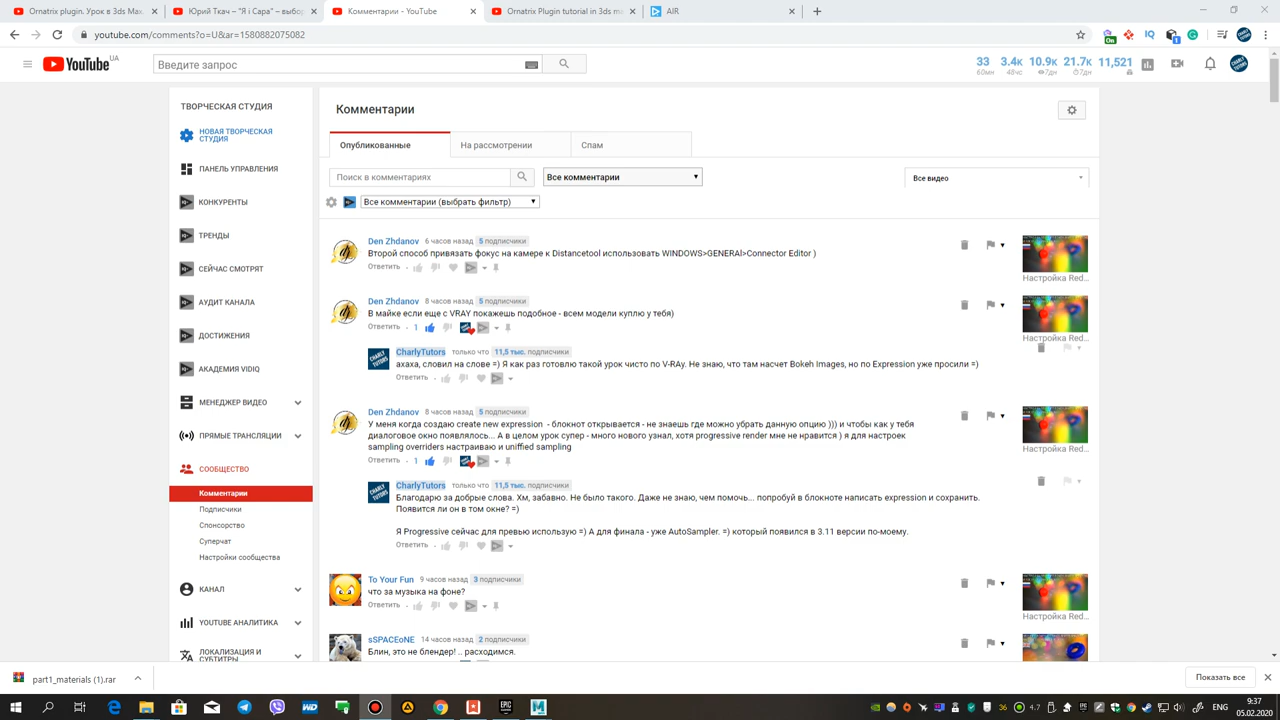 Ornatrix plugin. Урок в 3ds Max.
Юрий Ткач – "Я і Сара" – выбор
Комментарии - YouTube
Ornatrix Plugin tutorial in 3ds m
AIR
youtube.com/comments?o=U&ar=1580882075082
YouTube UA
Введите запрос
33 3.4к 10.9к 21.7к 11,521
60мн 48чс 7дн 7дн
ТВОРЧЕСКАЯ СТУДИЯ
НОВАЯ ТВОРЧЕСКАЯ
СТУДИЯ
ПАНЕЛЬ УПРАВЛЕНИЯ
КОНКУРЕНТЫ
ТРЕНДЫ
СЕЙЧАС СМОТРЯТ
АУДИТ КАНАЛА
ДОСТИЖЕНИЯ
АКАДЕМИЯ VIDIQ
МЕНЕДЖЕР ВИДЕО
ПРЯМЫЕ ТРАНСЛЯЦИИ
СООБЩЕСТВО
Комментарии
Подписчики
Спонсорство
Суперчат
Настройки сообщества
КАНАЛ
YOUTUBE АНАЛИТИКА
ЛОКАЛИЗАЦИЯ И
СУБТИТРЫ
Комментарии
Опубликованные
На рассмотрении
Спам
Поиск в комментариях
Все комментарии
Все видео
Все комментарии (выбрать фильтр)
Den Zhdanov 6 часов назад 5 подписчики
Второй способ привязать фокус на камере к Distancetool использовать WINDOWS>GENERAl>Connector Editor )
Ответить
Настройка Red...
Den Zhdanov 8 часов назад 5 подписчики
В майке если еще с VRAY покажешь подобное - всем модели куплю у тебя)
Ответить 1
Настройка Red...
CharlyTutors только что 11,5 тыс. подписчики
ахаха, словил на слове =) Я как раз готовлю такой урок чисто по V-RAy. Не знаю, что там насчет Bokeh Images, но по Expression уже просили =)
Ответить
Den Zhdanov 8 часов назад 5 подписчики
У меня когда создаю create new expression - блокнот открывается - не знаешь где можно убрать данную опцию ))) и чтобы как у тебя
диалоговое окно появлялось... А в целом урок супер - много нового узнал, хотя progressive render мне не нравится ) я для настроек
sampling overriders настраиваю и uniffied sampling
Ответить 1
Настройка Red...
CharlyTutors только что 11,5 тыс. подписчики
Благодарю за добрые слова. Хм, забавно. Не было такого. Даже не знаю, чем помочь... попробуй в блокноте написать expression и сохранить.
Появится ли он в том окне? =)
Я Progressive сейчас для превью использую =) А для финала - уже AutoSampler. =) который появился в 3.11 версии по-моему.
Ответить
To Your Fun 9 часов назад 3 подписчики
что за музыка на фоне?
Ответить
Настройка Red...
sSPACEoNE 14 часов назад 2 подписчики
Блин, это не блендер! .. расходимся.
part1_materials (1).rar
Показать все
36
РУС
9:37
05.02.2020